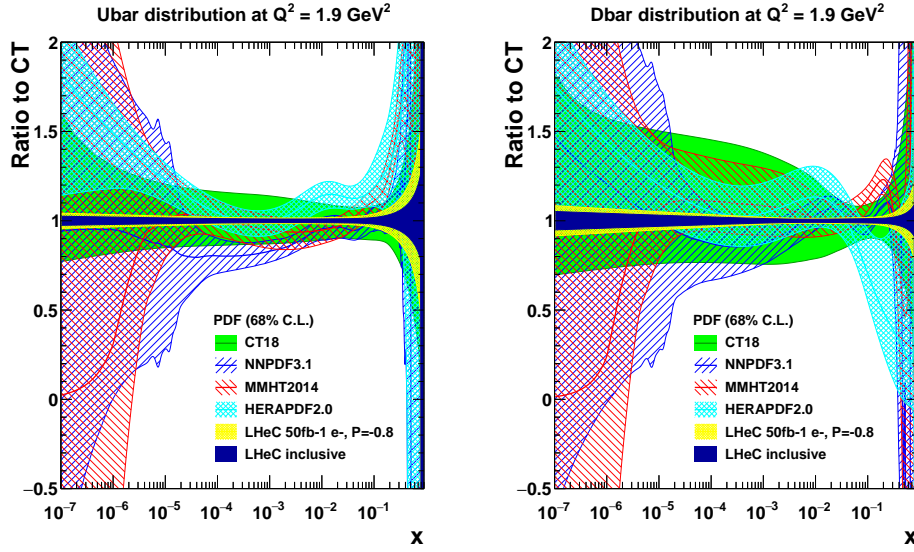 Ubar distribution at Q² = 1.9 GeV²
Ratio to CT
2
1.5
1
0.5
0
−0.5
PDF (68% C.L.)
CT18
NNPDF3.1
MMHT2014
HERAPDF2.0
LHeC 50fb-1 e-, P=-0.8
LHeC inclusive
10⁻⁷ 10⁻⁶ 10⁻⁵ 10⁻⁴ 10⁻³ 10⁻² 10⁻¹
x
Dbar distribution at Q² = 1.9 GeV²
Ratio to CT
2
1.5
1
0.5
0
−0.5
PDF (68% C.L.)
CT18
NNPDF3.1
MMHT2014
HERAPDF2.0
LHeC 50fb-1 e-, P=-0.8
LHeC inclusive
10⁻⁷ 10⁻⁶ 10⁻⁵ 10⁻⁴ 10⁻³ 10⁻² 10⁻¹
x